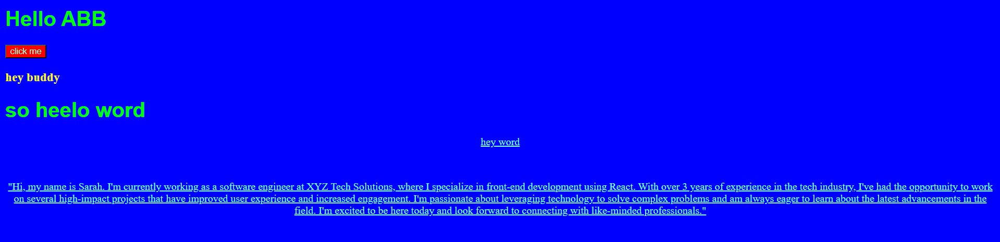 Hello ABB
click me
hey buddy
so heelo word
hey word
"Hi, my name is Sarah. I'm currently working as a software engineer at XYZ Tech Solutions, where I specialize in front-end development using React. With over 3 years of experience in the tech industry, I've had the opportunity to work
on several high-impact projects that have improved user experience and increased engagement. I'm passionate about leveraging technology to solve complex problems and am always eager to learn about the latest advancements in the
field. I'm excited to be here today and look forward to connecting with like-minded professionals."